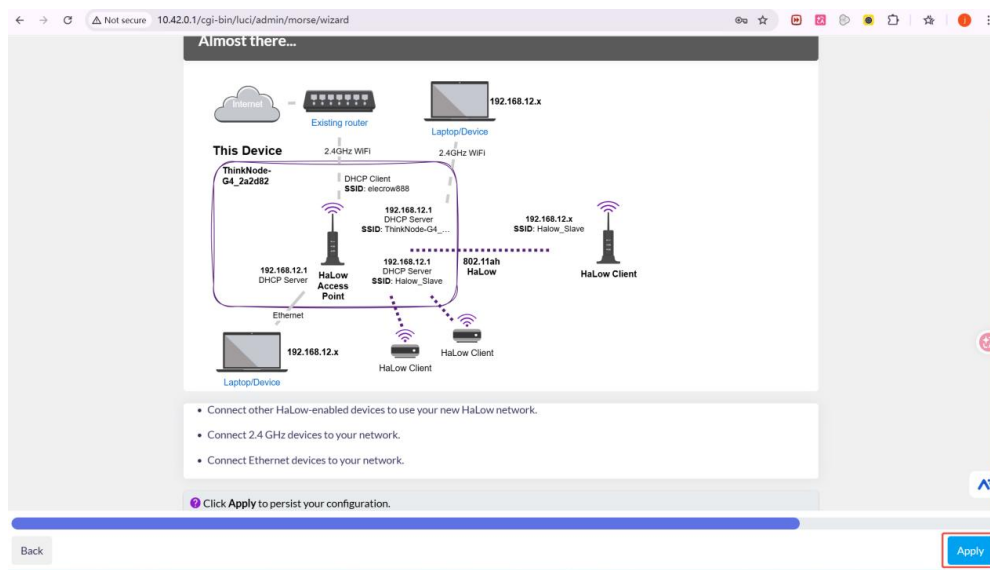 Not secure 10.42.0.1/cgi-bin/luci/admin/morse/wizard
Almost there...
Internet
Existing router
192.168.12.x
Laptop/Device
This Device
2.4GHz WiFi
2.4GHz WiFi
ThinkNode-
G4_2a2d82
DHCP Client
SSID: elecrow888
192.168.12.1
DHCP Server
SSID: ThinkNode-G4_...
192.168.12.x
SSID: Halow_Slave
192.168.12.1
DHCP Server
HaLow
Access
Point
192.168.12.1
DHCP Server
SSID: Halow_Slave
802.11ah
HaLow
HaLow Client
Ethernet
192.168.12.x
Laptop/Device
HaLow Client
HaLow Client
• Connect other HaLow-enabled devices to use your new HaLow network.
• Connect 2.4 GHz devices to your network.
• Connect Ethernet devices to your network.
Click Apply to persist your configuration.
Back
Apply